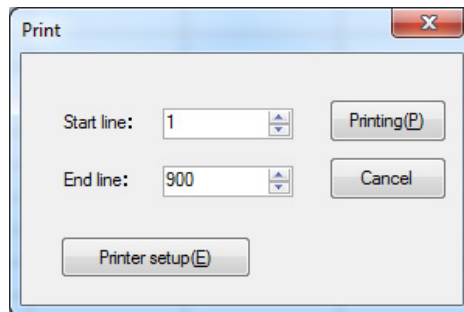 Print
Start line: 1 Printing(P)
End line: 900 Cancel
Printer setup(E)